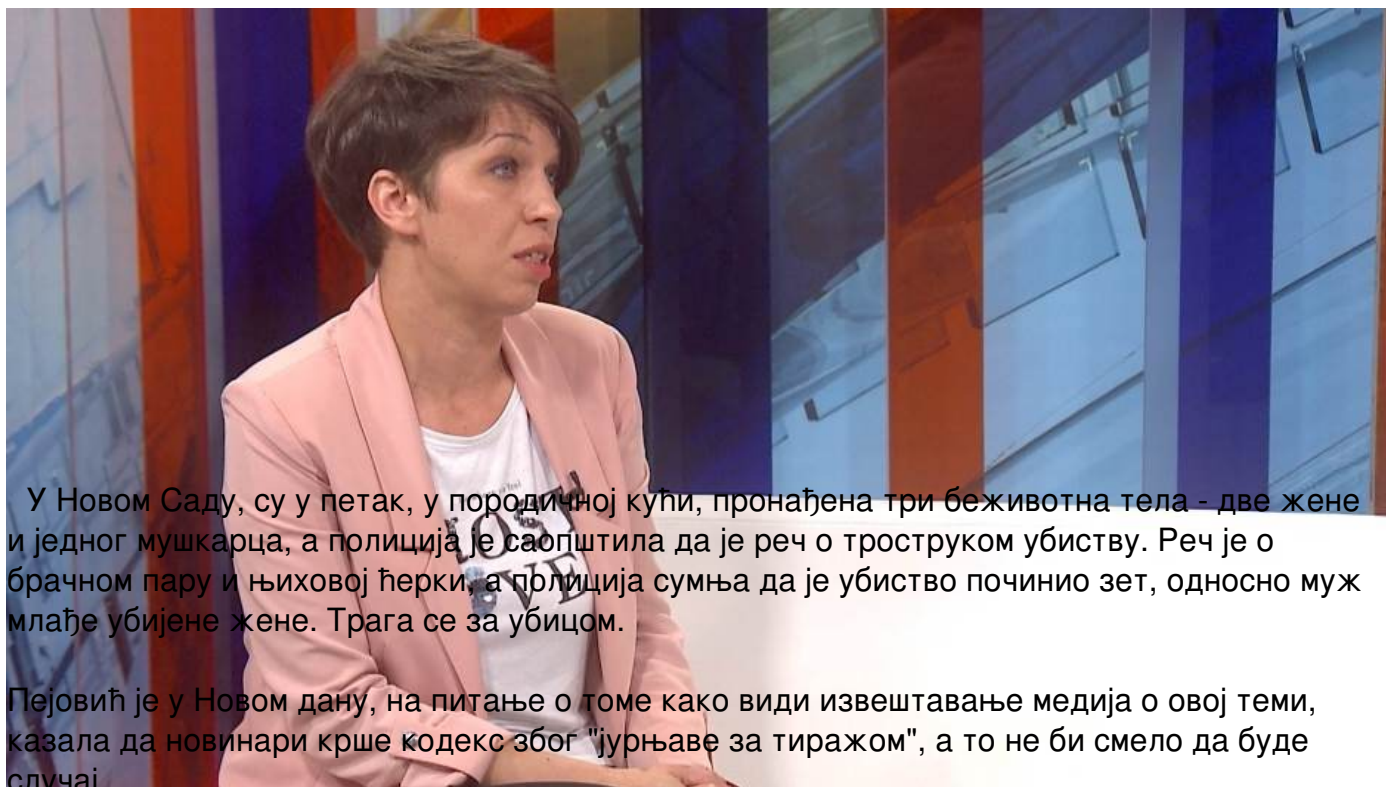 У Новом Саду, су у петак, у породичној кући, пронађена три беживотна тела - две жене
и једног мушкарца, а полиција је саопштила да је реч о троструком убиству. Реч је о
брачном пару и њиховој ћерки, а полиција сумња да је убиство починио зет, односно муж
млађе убијене жене. Трага се за убицом.
Пејовић је у Новом дану, на питање о томе како види извештавање медија о овој теми,
казала да новинари крше кодекс због "јурњаве за тиражом", а то не би смело да буде
случај